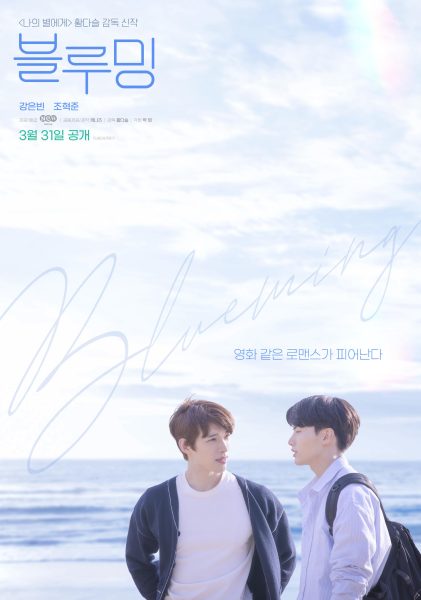 <나의 별에게> 황다슬 감독 신작
블루밍
강은빈 조혁준
NEW
3월 31일 공개
Blueming
영화 같은 로맨스가 피어난다